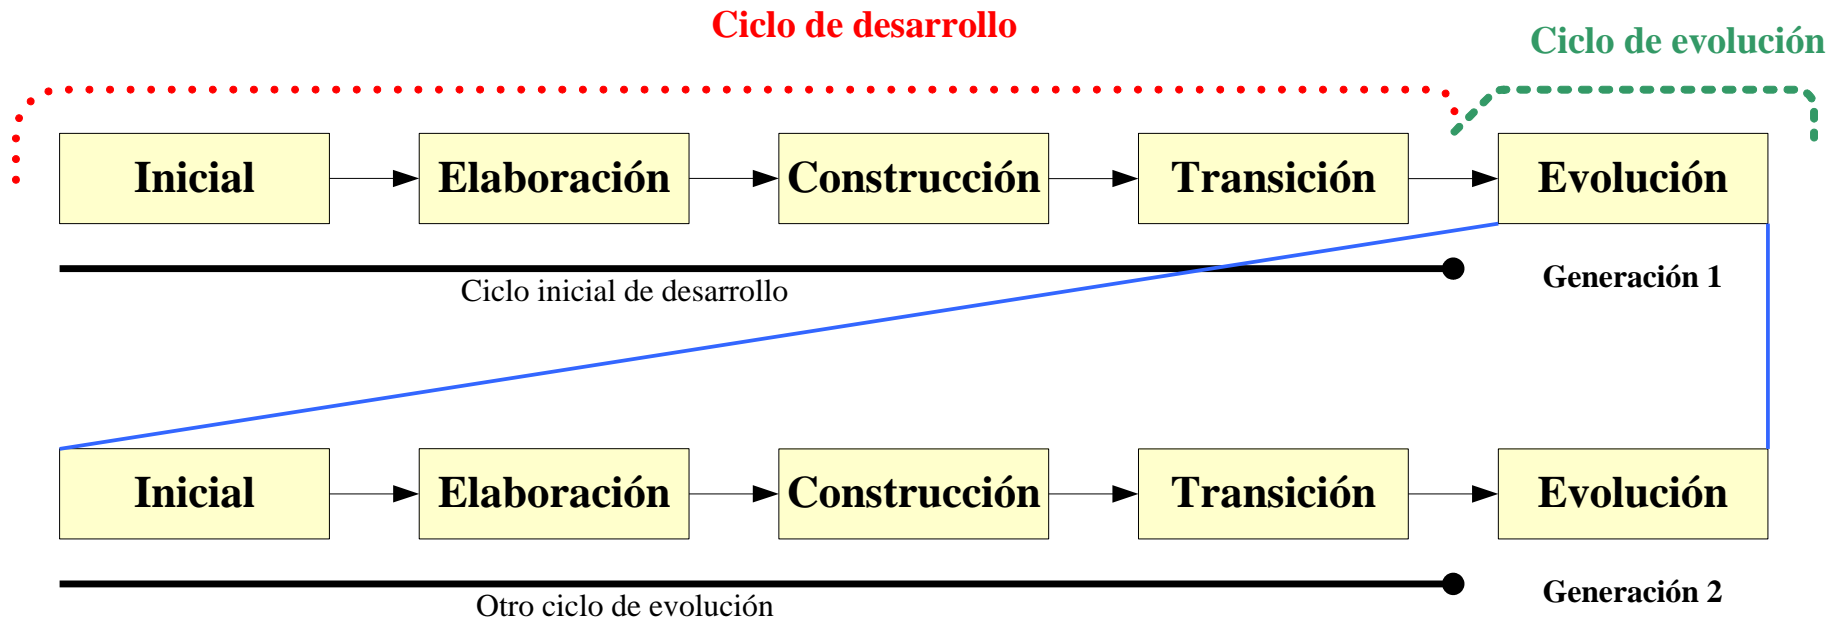 Ciclo de desarrollo
Ciclo de evolución
Inicial
Elaboración
Construcción
Transición
Evolución
Ciclo inicial de desarrollo
Generación 1
Inicial
Elaboración
Construcción
Transición
Evolución
Otro ciclo de evolución
Generación 2